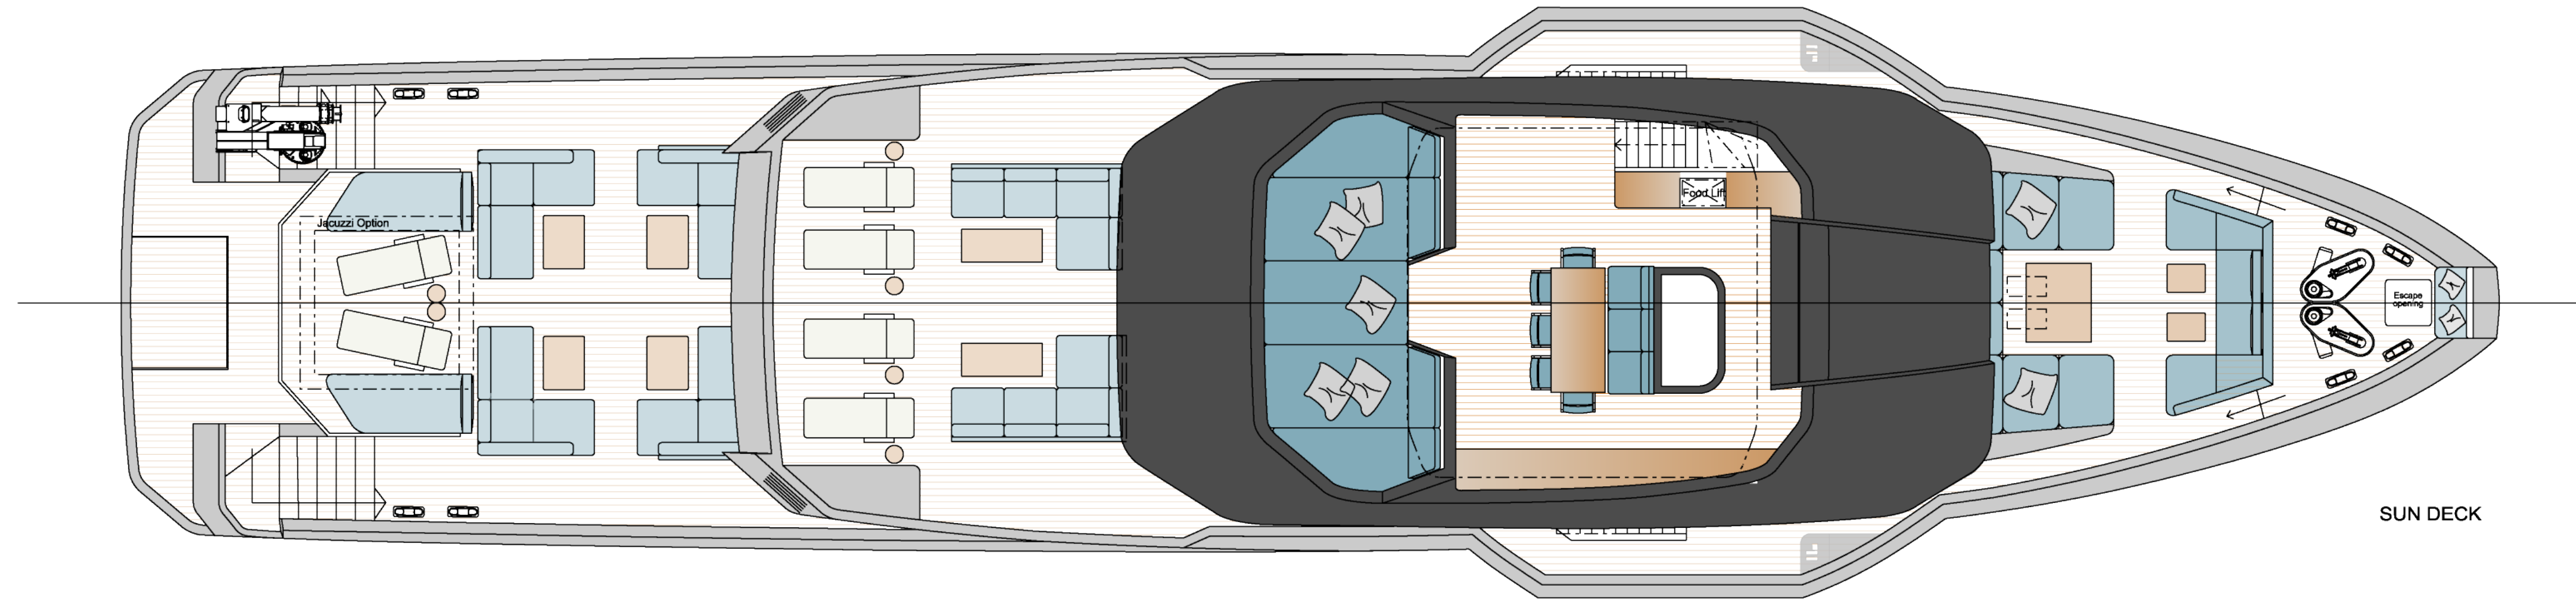 Jacuzzi Option
Food Lift
Escape
opening
SUN DECK